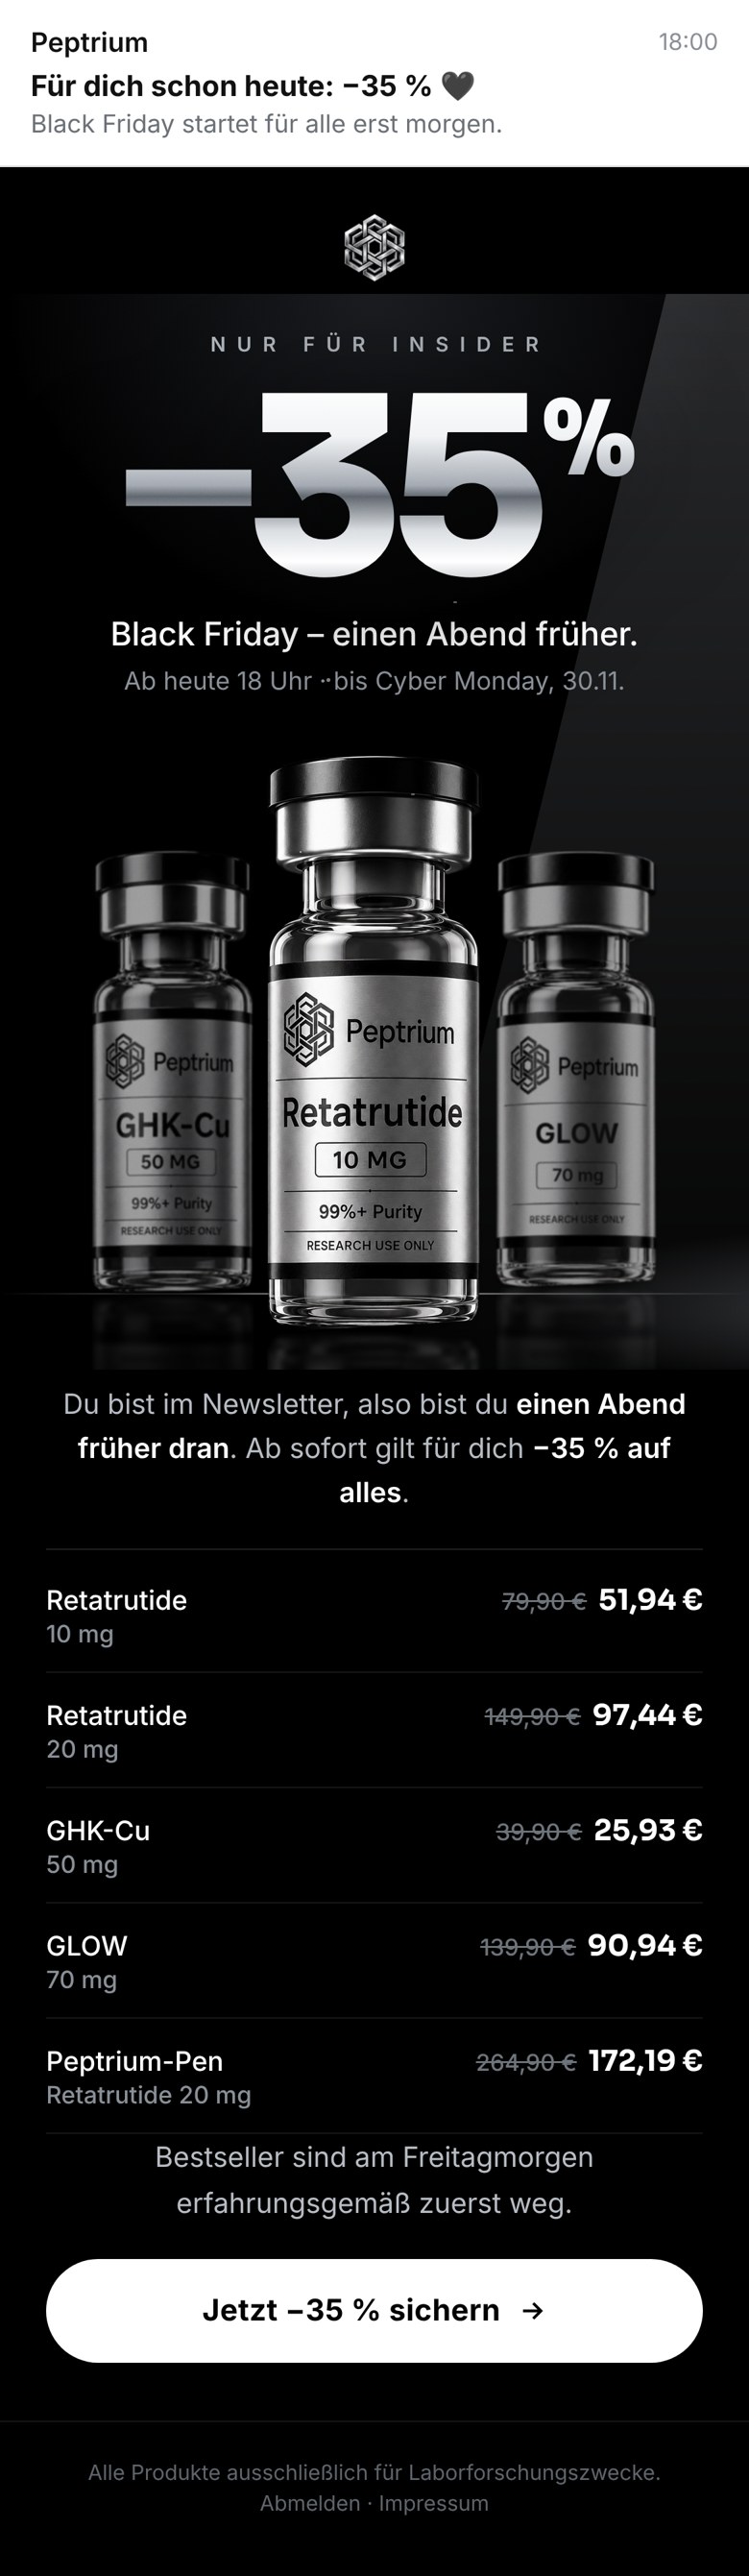 Peptrium 18:00
Für dich schon heute: −35 % 🖤
Black Friday startet für alle erst morgen.
NUR FÜR INSIDER
−35%
Black Friday – einen Abend früher.
Ab heute 18 Uhr ·· bis Cyber Monday, 30.11.
Peptrium
GHK-Cu
50 MG
99%+ Purity
RESEARCH USE ONLY
Peptrium
Retatrutide
10 MG
99%+ Purity
RESEARCH USE ONLY
Peptrium
GLOW
70 mg
RESEARCH USE ONLY
Du bist im Newsletter, also bist du einen Abend
früher dran. Ab sofort gilt für dich −35 % auf
alles.
Retatrutide 79,90 € 51,94 €
10 mg
Retatrutide 149,90 € 97,44 €
20 mg
GHK-Cu 39,90 € 25,93 €
50 mg
GLOW 139,90 € 90,94 €
70 mg
Peptrium-Pen 264,90 € 172,19 €
Retatrutide 20 mg
Bestseller sind am Freitagmorgen
erfahrungsgemäß zuerst weg.
Jetzt −35 % sichern →
Alle Produkte ausschließlich für Laborforschungszwecke.
Abmelden · Impressum